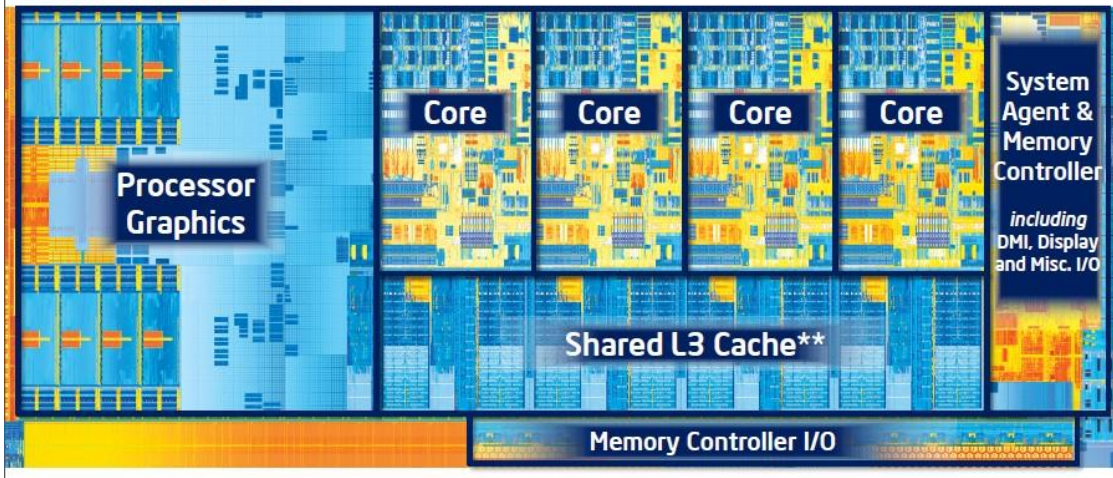 Processor
Graphics
Core
Core
Core
Core
System
Agent &
Memory
Controller
including
DMI, Display
and Misc. I/O
Shared L3 Cache**
Memory Controller I/O